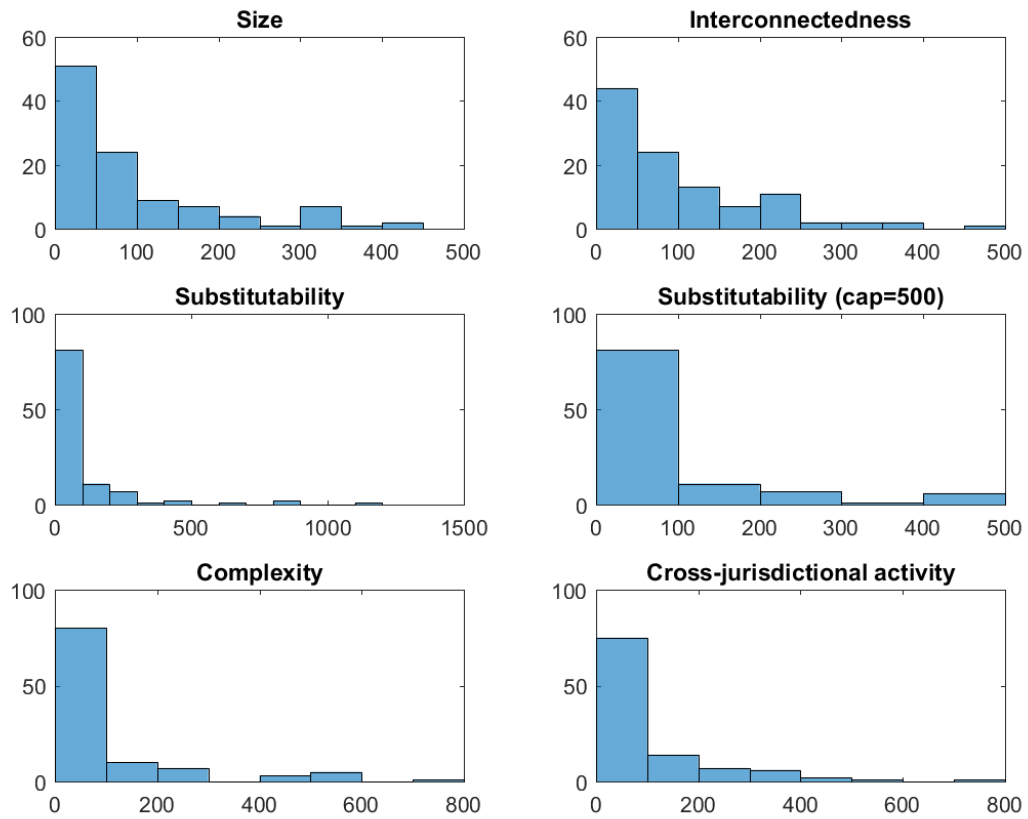 Size
60
40
20
0
0 100 200 300 400 500
Interconnectedness
60
40
20
0
0 100 200 300 400 500
Substitutability
100
50
0
0 500 1000 1500
Substitutability (cap=500)
100
50
0
0 100 200 300 400 500
Complexity
100
50
0
0 200 400 600 800
Cross-jurisdictional activity
100
50
0
0 200 400 600 800